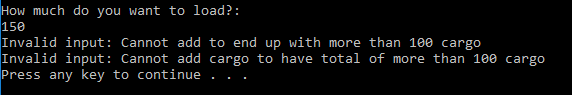 How much do you want to load?:
150
Invalid input: Cannot add to end up with more than 100 cargo
Invalid input: Cannot add cargo to have total of more than 100 cargo
Press any key to continue . . .